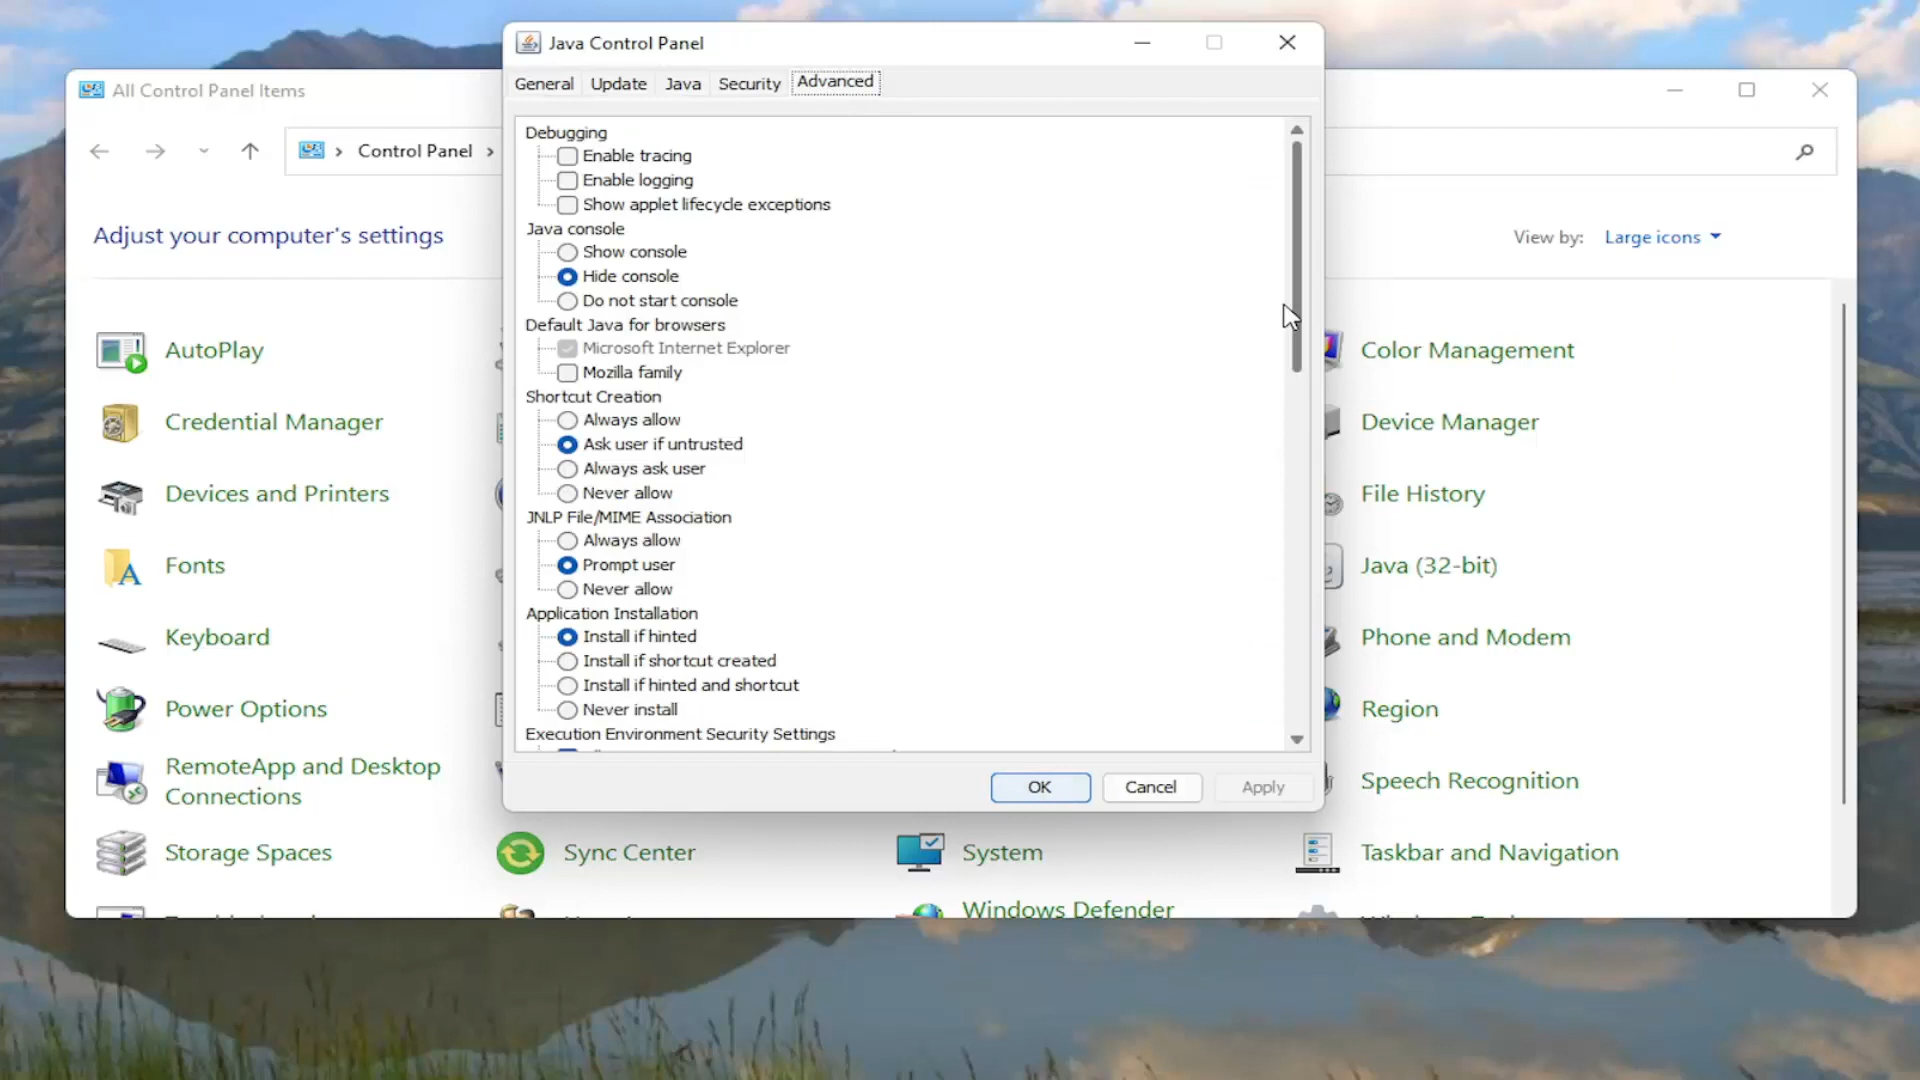 Java Control Panel
General
Update
Java
Security
Advanced
Debugging
Enable tracing
Enable logging
Show applet lifecycle exceptions
Java console
Show console
Hide console
Do not start console
Default Java for browsers
Microsoft Internet Explorer
Mozilla family
Shortcut Creation
Always allow
Ask user if untrusted
Always ask user
Never allow
JNLP File/MIME Association
Always allow
Prompt user
Never allow
Application Installation
Install if hinted
Install if shortcut created
Install if hinted and shortcut
Never install
Execution Environment Security Settings
OK
Cancel
Apply
All Control Panel Items
Control Panel
Adjust your computer's settings
View by:
Large icons
AutoPlay
Color Management
Credential Manager
Device Manager
Devices and Printers
File History
Fonts
Java (32-bit)
Keyboard
Phone and Modem
Power Options
Region
RemoteApp and Desktop
Connections
Speech Recognition
Storage Spaces
Sync Center
System
Taskbar and Navigation
Windows Defender